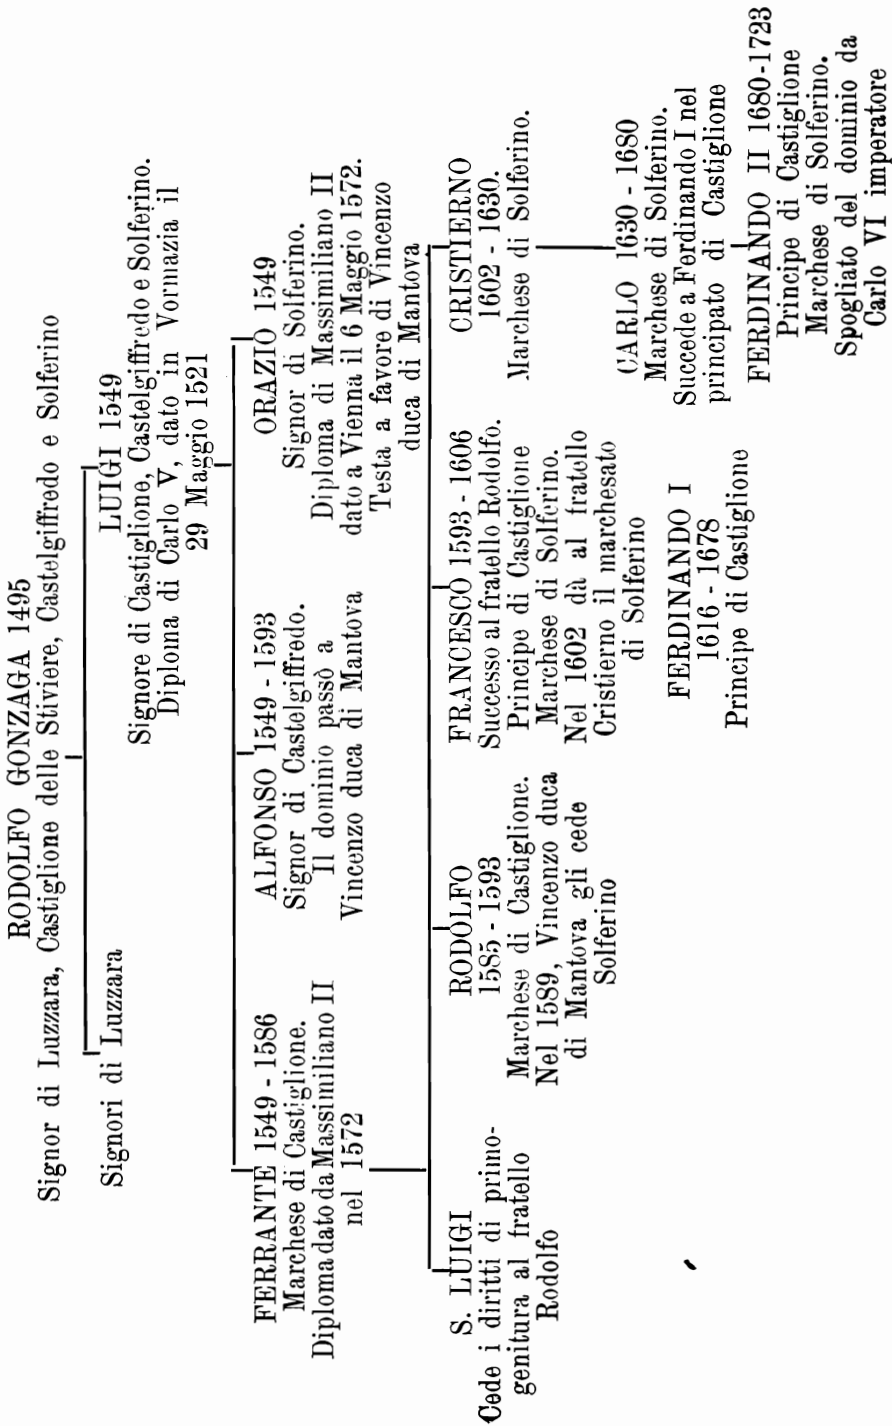 RODOLFO GONZAGA 1495
Signor di Luzzara, Castiglione delle Stiviere, Castelgiffredo e Solferino
Signori di Luzzara
LUIGI 1549
Signore di Castiglione, Castelgiffredo e Solferino.
Diploma di Carlo V, dato in Vormazia il
29 Maggio 1521
FERRANTE 1549 - 1586
Marchese di Castiglione.
Diploma dato da Massimiliano II
nel 1572
ALFONSO 1549 - 1593
Signor di Castelgiffredo.
Il dominio passò a
Vincenzo duca di Mantova
ORAZIO 1549
Signor di Solferino.
Diploma di Massimiliano II
dato a Vienna il 6 Maggio 1572.
Testa a favore di Vincenzo
duca di Mantova
S. LUIGI
Cede i diritti di primo-
genitura al fratello
Rodolfo
RODOLFO
1585 - 1593
Marchese di Castiglione.
Nel 1589, Vincenzo duca
di Mantova gli cede
Solferino
FRANCESCO 1593 - 1606
Successo al fratello Rodolfo.
Principe di Castiglione
Marchese di Solferino.
Nel 1602 dà al fratello
Cristierno il marchesato
di Solferino
FERDINANDO I
1616 - 1678
Principe di Castiglione
CRISTIERNO
1602 - 1630.
Marchese di Solferino.
CARLO 1630 - 1680
Marchese di Solferino.
Succede a Ferdinando I nel
principato di Castiglione
FERDINANDO II 1680-1723
Principe di Castiglione
Marchese di Solferino.
Spogliato del dominio da
Carlo VI imperatore